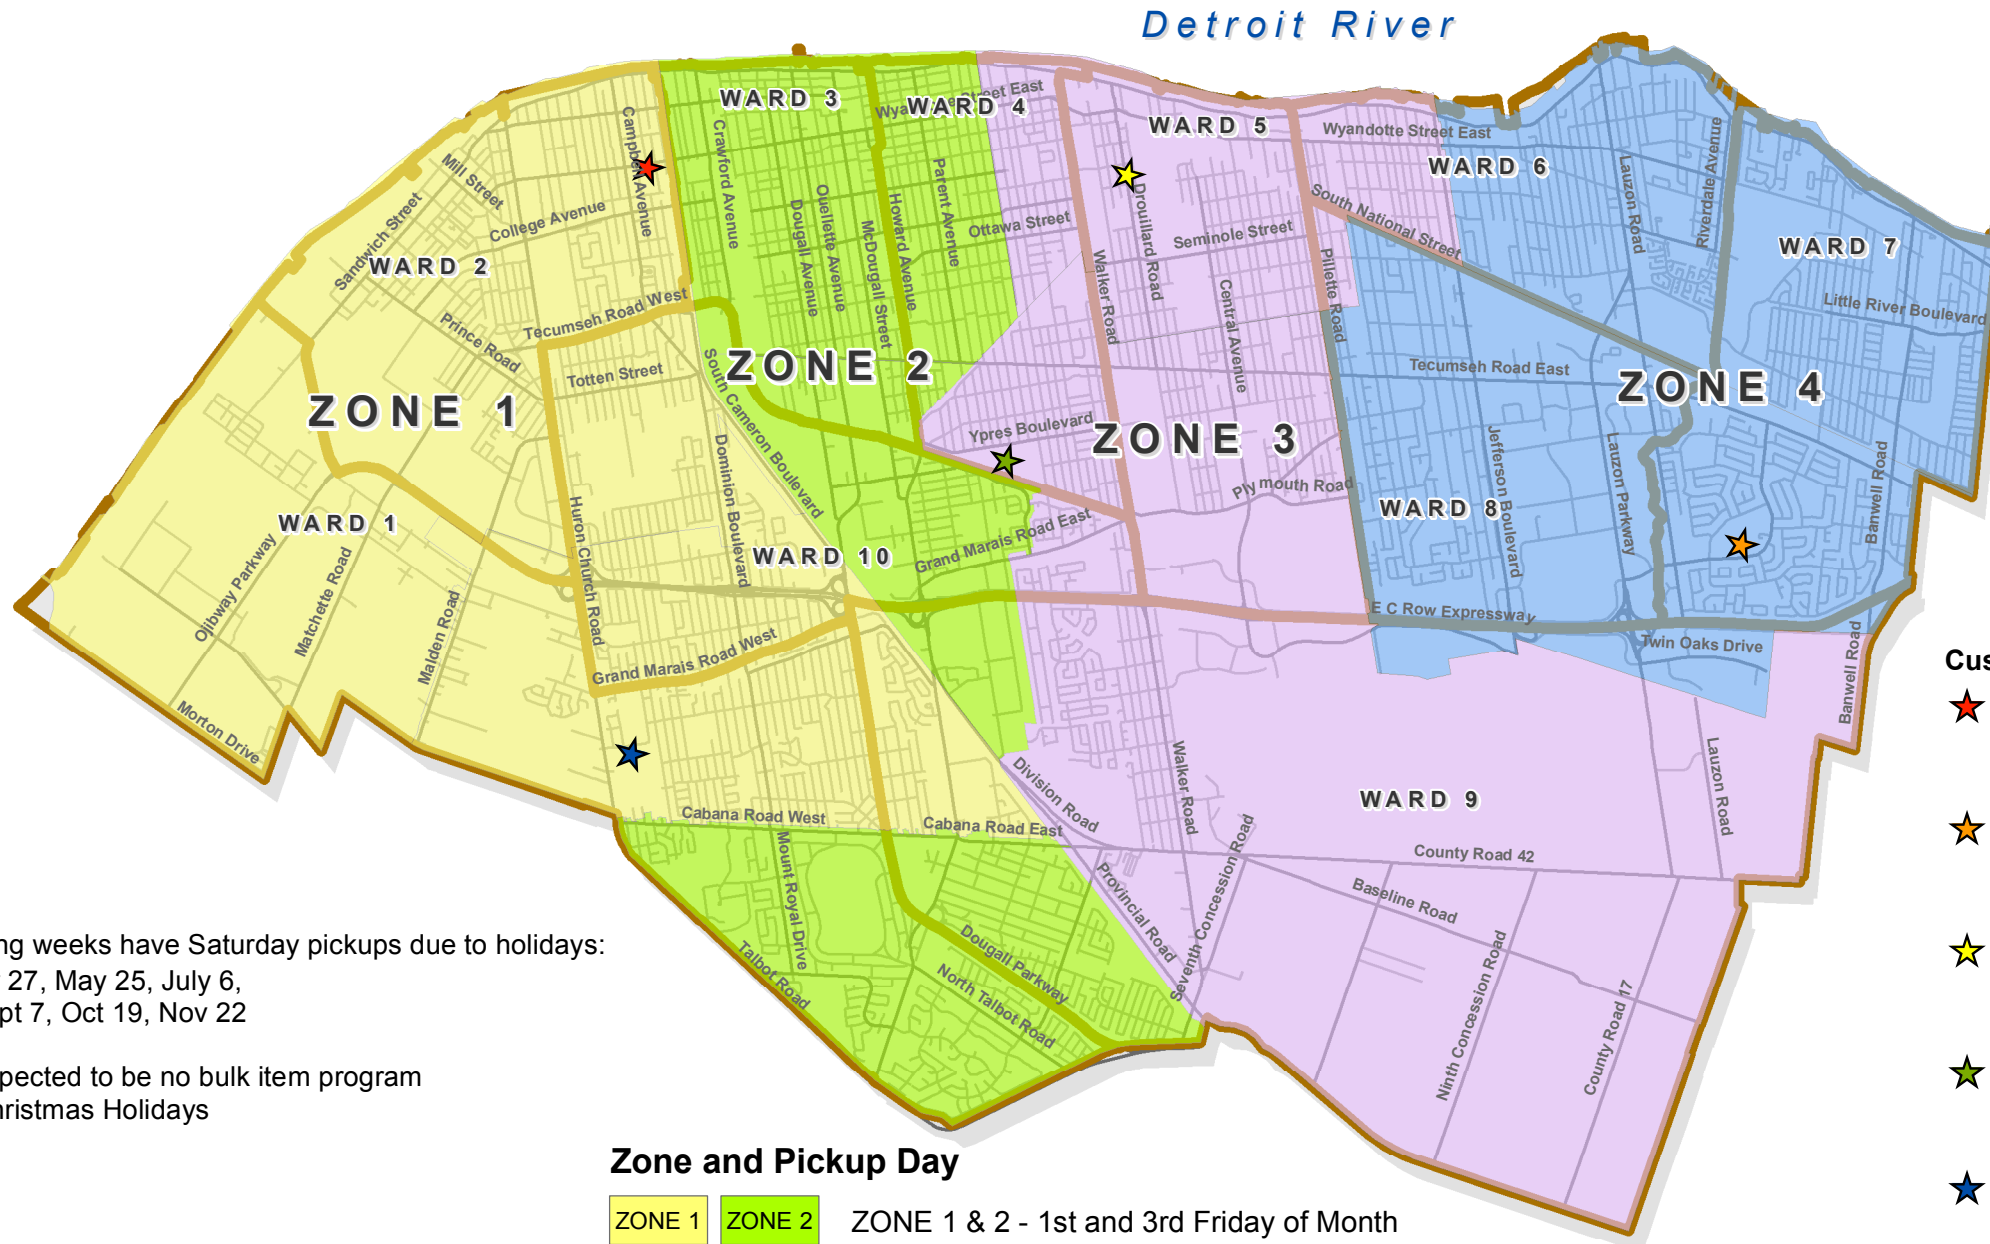 Detroit River
WARD 3
WARD 4
WARD 5
WARD 6
WARD 7
WARD 2
WARD 1
WARD 10
WARD 8
WARD 9
ZONE 1
ZONE 2
ZONE 3
ZONE 4
Wyandotte Street East
Campbell Avenue
Crawford Avenue
Mill Street
College Avenue
Sandwich Street
Ouellette Avenue
Dougall Avenue
McDougall Street
Howard Avenue
Parent Avenue
Ottawa Street
Drouillard Road
Seminole Street
Walker Road
Central Avenue
Pillette Road
South National Street
Lauzon Road
Riverdale Avenue
Little River Boulevard
Tecumseh Road West
Prince Road
Totten Street
South Cameron Boulevard
Dominion Boulevard
Huron Church Road
Ypres Boulevard
Plymouth Road
Grand Marais Road East
Tecumseh Road East
Jefferson Boulevard
Lauzon Parkway
Banwell Road
E C Row Expressway
Twin Oaks Drive
Banwell Road
Lauzon Road
Ojibway Parkway
Matchette Road
Malden Road
Morton Drive
Grand Marais Road West
Cabana Road West
Cabana Road East
Division Road
Walker Road
Provincial Road
Seventh Concession Road
County Road 42
Baseline Road
Ninth Concession Road
County Road 17
Mount Royal Drive
Talbot Road
Dougall Parkway
North Talbot Road
Wyandotte Street East
ng weeks have Saturday pickups due to holidays:
27, May 25, July 6,
pt 7, Oct 19, Nov 22
pected to be no bulk item program
hristmas Holidays
Cus
Zone and Pickup Day
ZONE 1
ZONE 2
ZONE 1 & 2 - 1st and 3rd Friday of Month